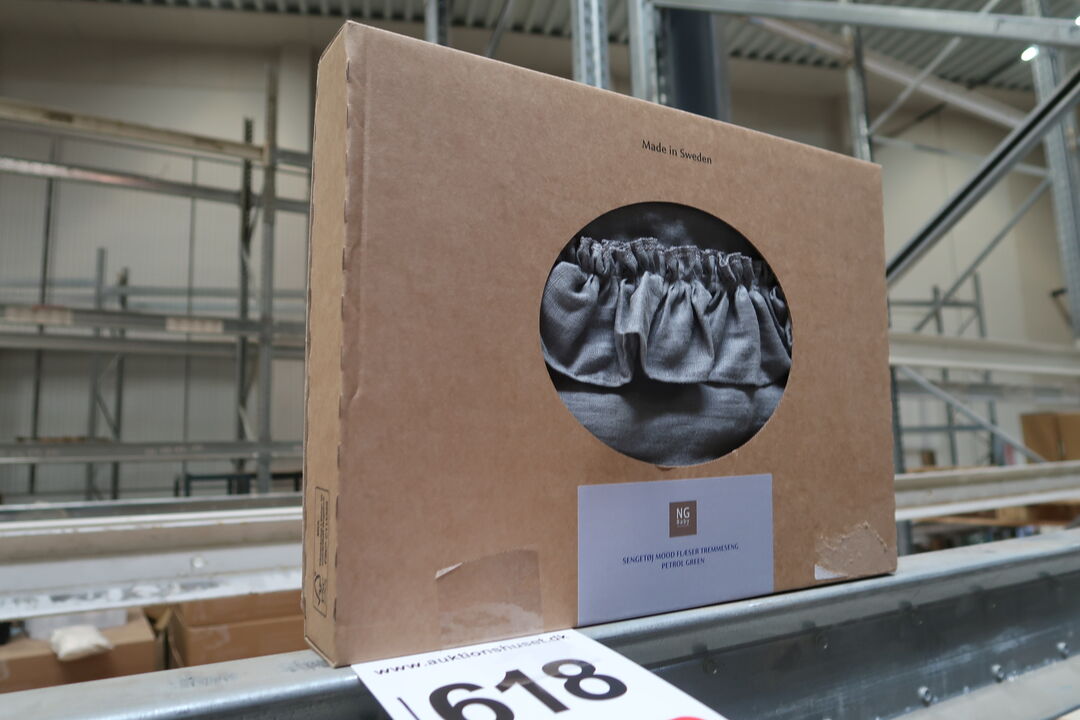 Made in Sweden
NG
Baby
SENGETØJ MOOD FLÆSER TREMMESENG
PETROL GREEN
www.auktionshuset.dk
618